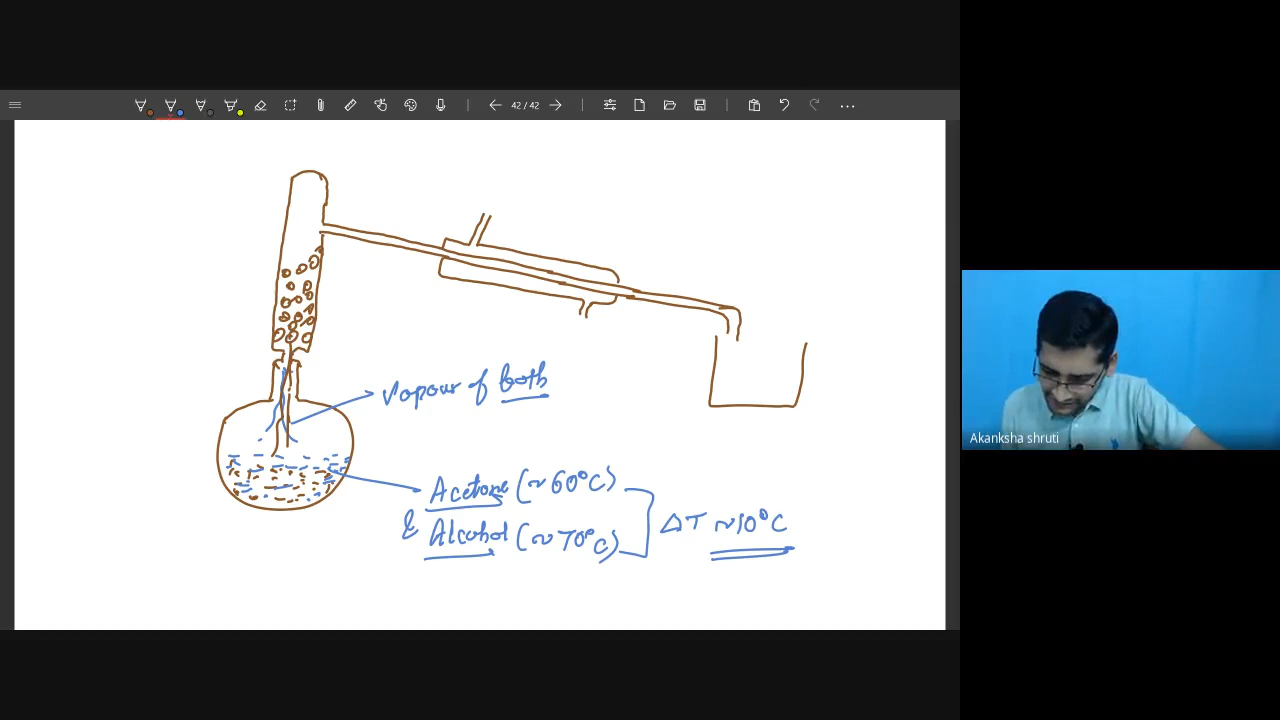 42 / 42
Vapour of both
Acetone (~60°C)
& Alcohol (~70°C)
ΔT ~10°C
Akanksha shruti